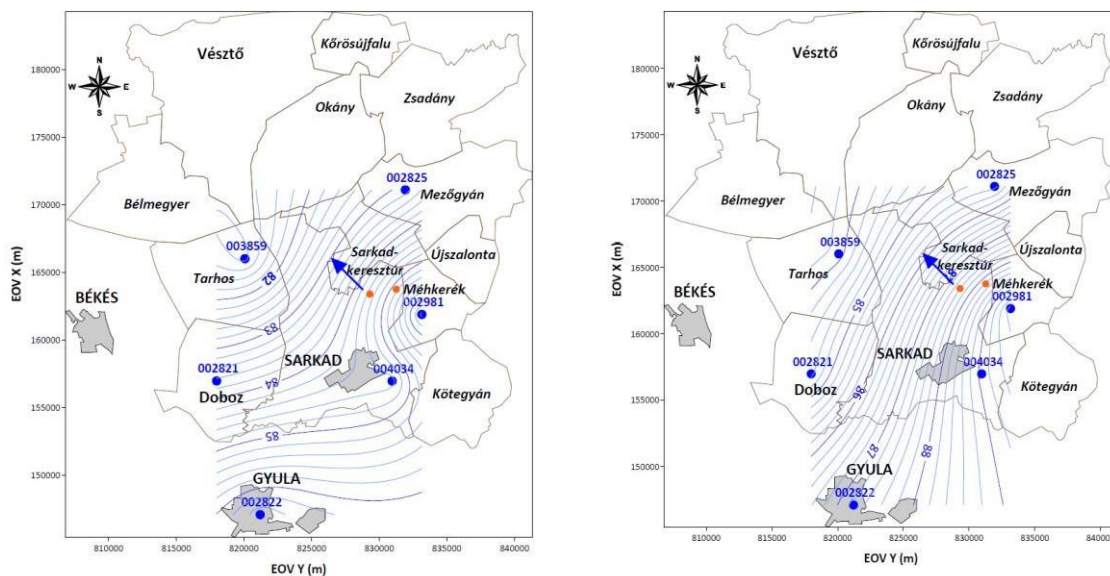 N
W E
S
Vésztő
Kőrösújfalu
Okány
Zsadány
180000
175000
002825
Mezőgyán
170000
Bélmegyer
003859
Sarkad-
keresztúr
Újszalonta
165000
Tarhos
82
Méhkerék
002981
BÉKÉS
83
160000
SARKAD
002821
004034
Kötegyán
84
Doboz
155000
85
150000
GYULA
002822
EOV X (m)
810000 815000 820000 825000 830000 835000 840000
EOV Y (m)
N
W E
S
Vésztő
Kőrösújfalu
Okány
Zsadány
180000
175000
002825
Mezőgyán
170000
Bélmegyer
003859
Sarkad-
keresztúr
Újszalonta
165000
Tarhos
85
Méhkerék
002981
BÉKÉS
160000
SARKAD
002821
004034
Kötegyán
86
Doboz
155000
87
88
150000
GYULA
002822
EOV X (m)
810000 815000 820000 825000 830000 835000 840000
EOV Y (m)